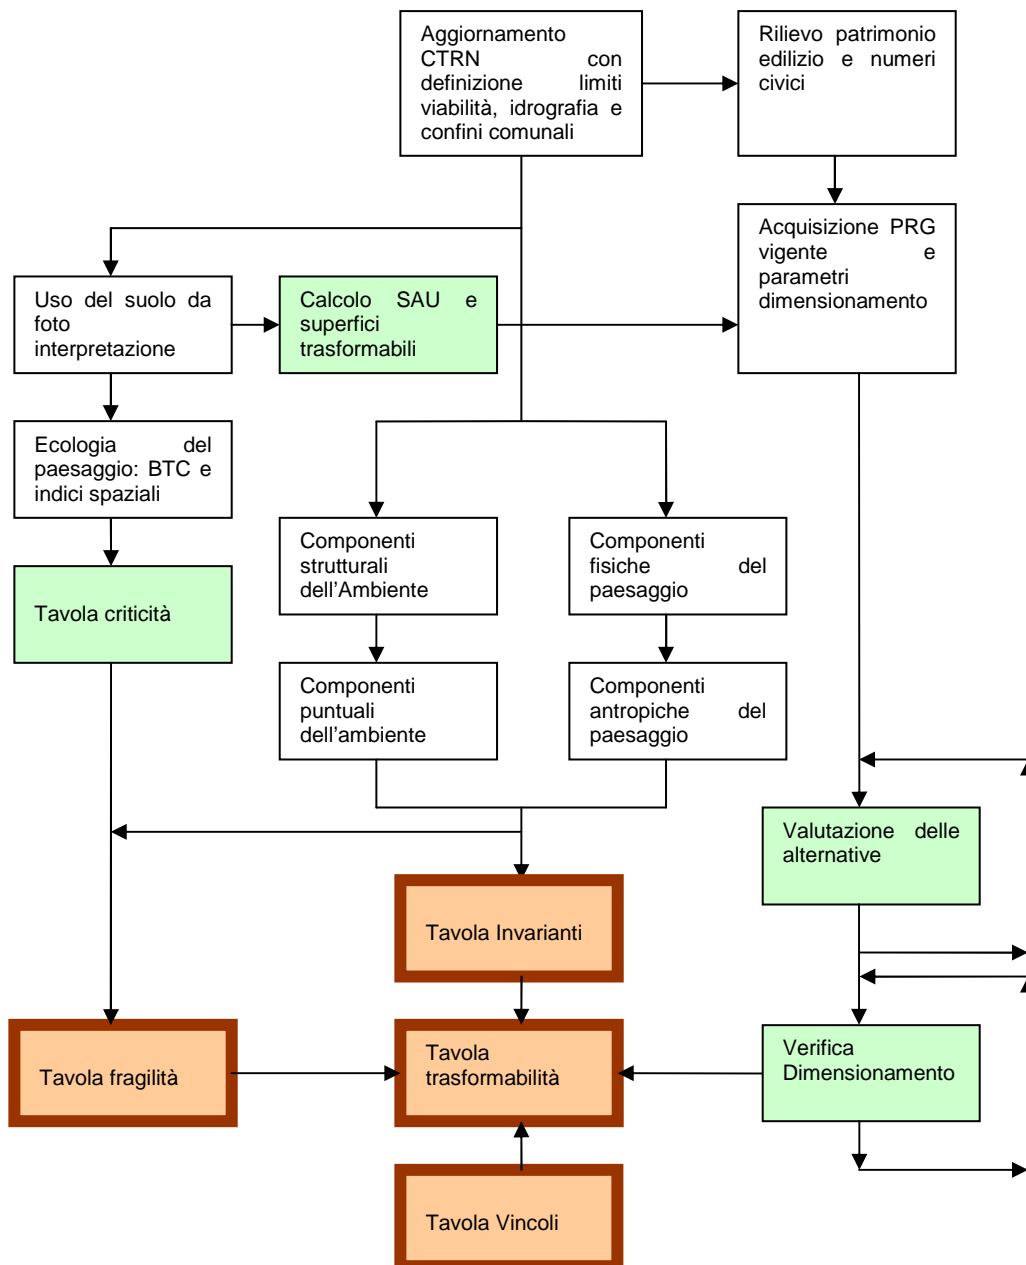 Aggiornamento
CTRN con
definizione limiti
viabilità, idrografia e
confini comunali
Rilievo patrimonio
edilizio e numeri
civici
Acquisizione PRG
vigente e
parametri
dimensionamento
Uso del suolo da
foto
interpretazione
Calcolo SAU e
superfici
trasformabili
Ecologia del
paesaggio: BTC e
indici spaziali
Componenti
strutturali
dell'Ambiente
Componenti
fisiche del
paesaggio
Tavola criticità
Componenti
puntuali
dell'ambiente
Componenti
antropiche del
paesaggio
Valutazione delle
alternative
Tavola Invarianti
Tavola fragilità
Tavola
trasformabilità
Verifica
Dimensionamento
Tavola Vincoli